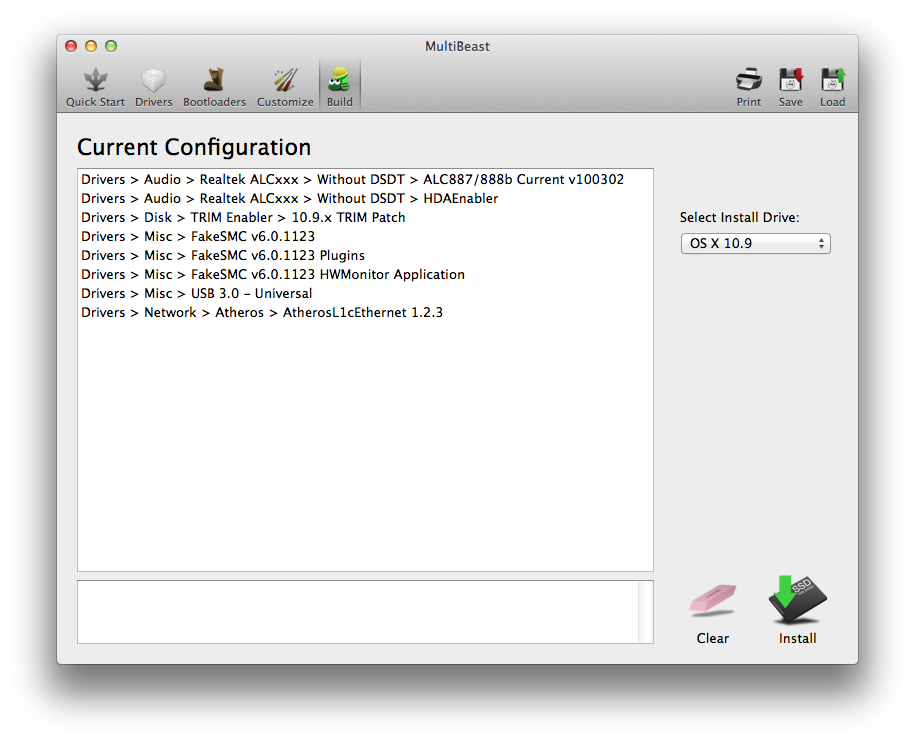 MultiBeast
Quick Start Drivers Bootloaders Customize Build Print Save Load
Current Configuration
Drivers > Audio > Realtek ALCxxx > Without DSDT > ALC887/888b Current v100302
Drivers > Audio > Realtek ALCxxx > Without DSDT > HDAEnabler
Drivers > Disk > TRIM Enabler > 10.9.x TRIM Patch
Drivers > Misc > FakeSMC v6.0.1123
Drivers > Misc > FakeSMC v6.0.1123 Plugins
Drivers > Misc > FakeSMC v6.0.1123 HWMonitor Application
Drivers > Misc > USB 3.0 – Universal
Drivers > Network > Atheros > AtherosL1cEthernet 1.2.3
Select Install Drive:
OS X 10.9
SSD
Clear Install